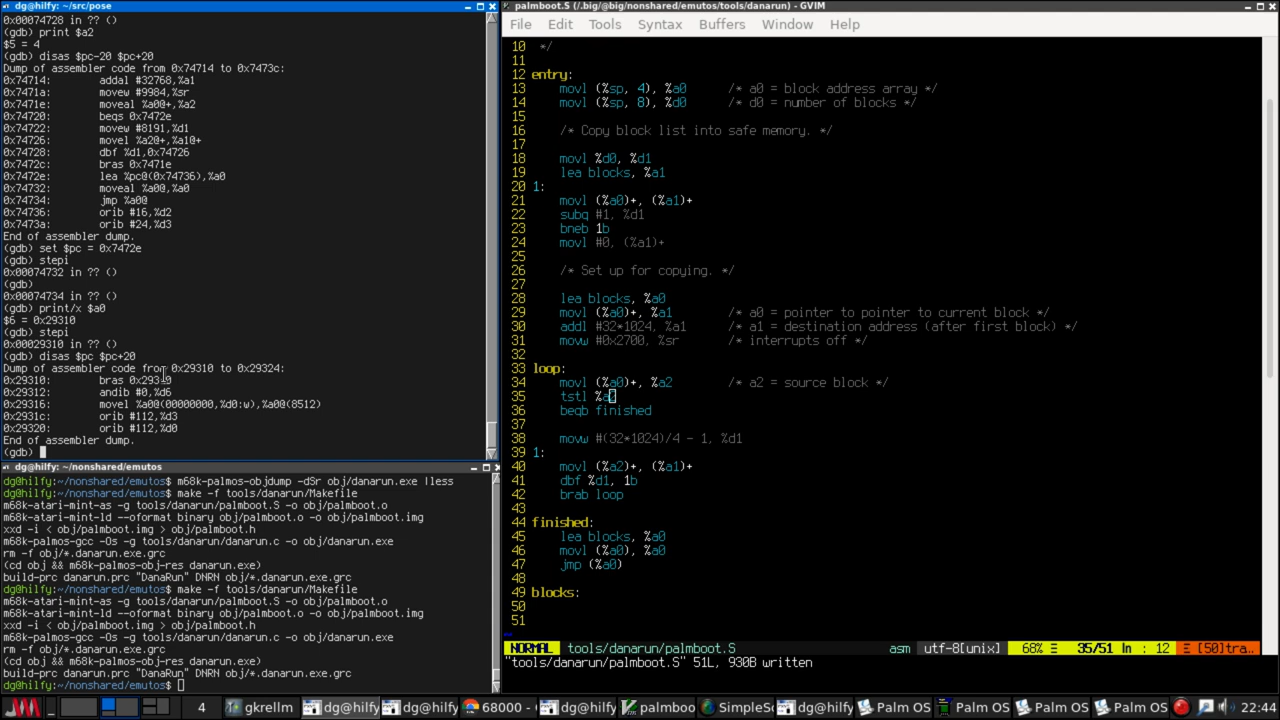 dg@hilfy: ~/src/pose
0x00074728 in ?? ()
(gdb) print $a2
$5 = 4
(gdb) disas $pc-20 $pc+20
Dump of assembler code from 0x74714 to 0x7473c:
0x74714: addal #32768,%a1
0x7471a: movew #9984,%sr
0x7471e: moveal %a0@+,%a2
0x74720: beqs 0x7472e
0x74722: movew #8191,%d1
0x74726: movel %a2@+,%a1@+
0x74728: dbf %d1,0x74726
0x7472c: bras 0x7471e
0x7472e: lea %pc@(0x74736),%a0
0x74732: moveal %a0@,%a0
0x74734: jmp %a0@
0x74736: orib #16,%d2
0x7473a: orib #24,%d3
End of assembler dump.
(gdb) set $pc = 0x7472e
(gdb) stepi
0x00074732 in ?? ()
(gdb)
0x00074734 in ?? ()
(gdb) print/x $a0
$6 = 0x29310
(gdb) stepi
0x00029310 in ?? ()
(gdb) disas $pc $pc+20
Dump of assembler code from 0x29310 to 0x29324:
0x29310: bras 0x29310
0x29312: andib #0,%d6
0x29316: movel %a0@(00000000,%d0:w),%a0@(8512)
0x2931c: orib #112,%d3
0x29320: orib #112,%d0
End of assembler dump.
(gdb)
dg@hilfy: ~/nonshared/emutos
dg@hilfy:~/nonshared/emutos$ m68k-palmos-objdump -dSr obj/danarun.exe |less
dg@hilfy:~/nonshared/emutos$ make -f tools/danarun/Makefile
m68k-atari-mint-as -g tools/danarun/palmboot.S -o obj/palmboot.o
m68k-atari-mint-ld --oformat binary obj/palmboot.o -o obj/palmboot.img
xxd -i < obj/palmboot.img > obj/palmboot.h
m68k-palmos-gcc -Os -g tools/danarun/danarun.c -o obj/danarun.exe
rm -f obj/*.danarun.exe.grc
(cd obj && m68k-palmos-obj-res danarun.exe)
build-prc danarun.prc "DanaRun" DNRN obj/*.danarun.exe.grc
dg@hilfy:~/nonshared/emutos$ make -f tools/danarun/Makefile
m68k-atari-mint-as -g tools/danarun/palmboot.S -o obj/palmboot.o
m68k-atari-mint-ld --oformat binary obj/palmboot.o -o obj/palmboot.img
xxd -i < obj/palmboot.img > obj/palmboot.h
m68k-palmos-gcc -Os -g tools/danarun/danarun.c -o obj/danarun.exe
rm -f obj/*.danarun.exe.grc
(cd obj && m68k-palmos-obj-res danarun.exe)
build-prc danarun.prc "DanaRun" DNRN obj/*.danarun.exe.grc
dg@hilfy:~/nonshared/emutos$
palmboot.S (/.big/@/big/nonshared/emutos/tools/danarun) - GVIM
File Edit Tools Syntax Buffers Window Help
10 */
11
12 entry:
13 movl (%sp, 4), %a0 /* a0 = block address array */
14 movl (%sp, 8), %d0 /* d0 = number of blocks */
15
16 /* Copy block list into safe memory. */
17
18 movl %d0, %d1
19 lea blocks, %a1
20 1:
21 movl (%a0)+, (%a1)+
22 subq #1, %d1
23 bneb 1b
24 movl #0, (%a1)+
25
26 /* Set up for copying. */
27
28 lea blocks, %a0
29 movl (%a0)+, %a1 /* a0 = pointer to pointer to current block */
30 addl #32*1024, %a1 /* a1 = destination address (after first block) */
31 movw #0x2700, %sr /* interrupts off */
32
33 loop:
34 movl (%a0)+, %a2 /* a2 = source block */
35 tstl %a2
36 beqb finished
37
38 movw #(32*1024)/4 - 1, %d1
39 1:
40 movl (%a2)+, (%a1)+
41 dbf %d1, 1b
42 brab loop
43
44 finished:
45 lea blocks, %a0
46 movl (%a0), %a0
47 jmp (%a0)
48
49 blocks:
50
51
~
NORMAL tools/danarun/palmboot.S asm utf-8[unix] 68% Ξ 35/51 ln : 12 Ξ [50]tra..
"tools/danarun/palmboot.S" 51L, 930B written
4 gkrellm dg@hilfy dg@hilfy 68000 - dg@hilfy palmboo SimpleSe dg@hilfy Palm OS Palm OS Palm OS Palm OS 22:44